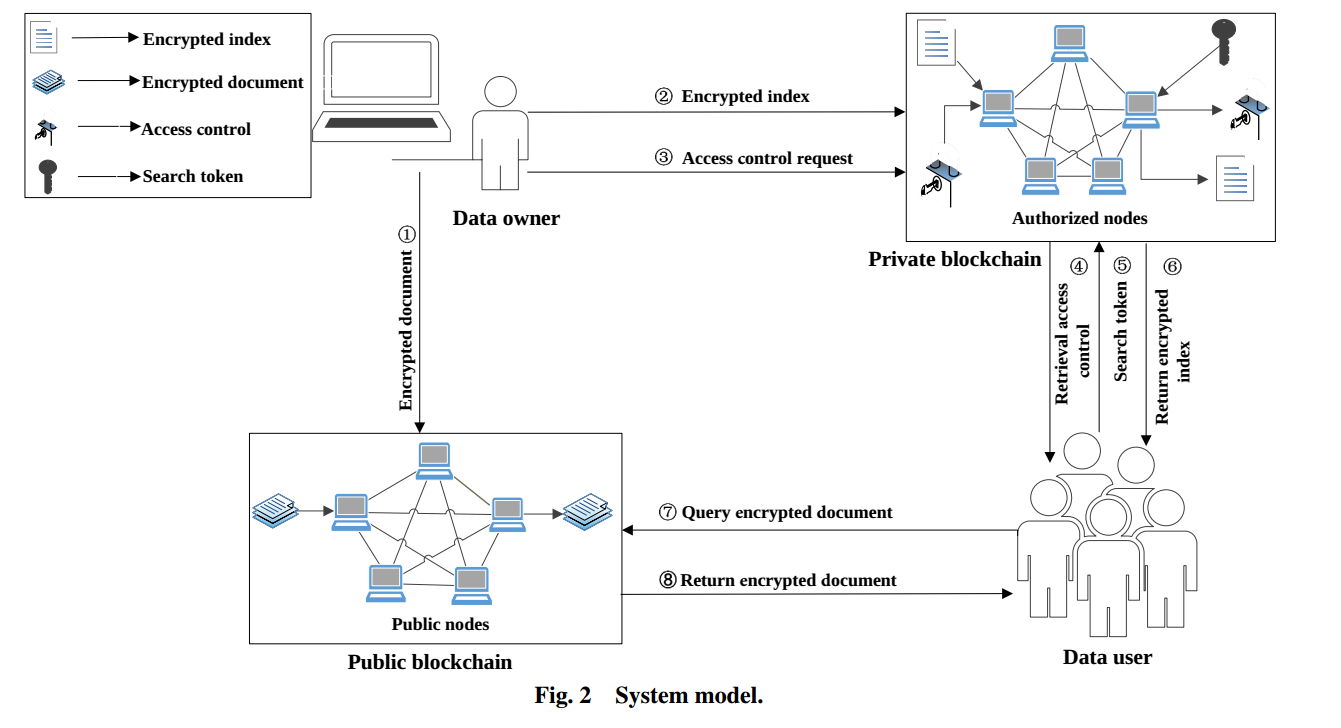 Encrypted index
Encrypted document
Access control
Search token
② Encrypted index
③ Access control request
Data owner
Authorized nodes
Private blockchain
Encrypted document ①
④ Retrieval access
control
⑤ Search token
⑥ Return encrypted
index
⑦ Query encrypted document
⑧ Return encrypted document
Public nodes
Public blockchain
Data user
Fig. 2 System model.